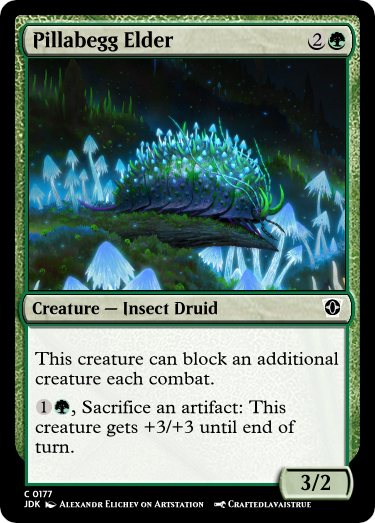 Pillabegg Elder 2
Creature — Insect Druid
This creature can block an additional
creature each combat.
1, Sacrifice an artifact: This
creature gets +3/+3 until end of
turn.
3/2
C 0177
JDK Alexandr Elichev on Artstation Craftedlavaistrue